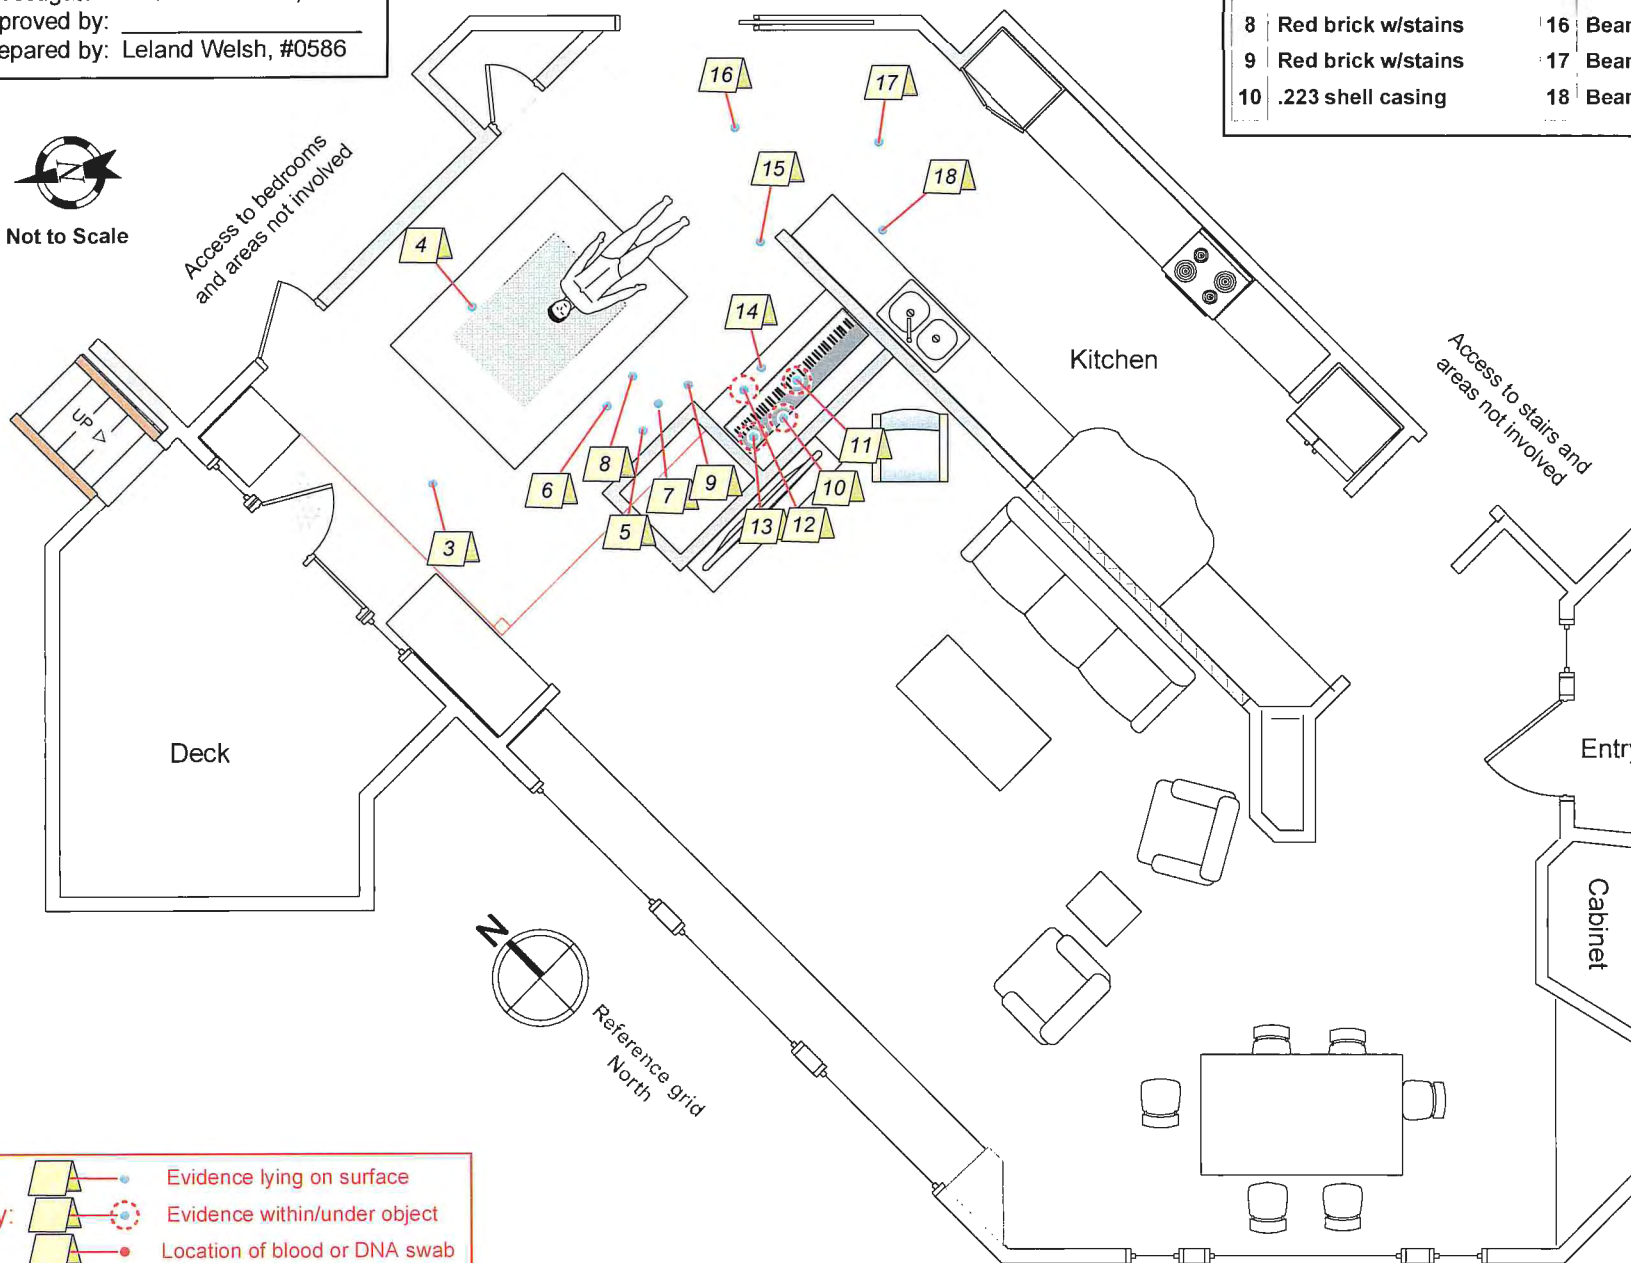 proved by:
epared by: Leland Welsh, #0586
8 Red brick w/stains 16 Bear
9 Red brick w/stains 17 Bear
10 .223 shell casing 18 Bear
N
Not to Scale
Access to bedrooms
and areas not involved
16
17
15
18
4
14
Kitchen
Access to stairs and
areas not involved
UP
11
8
9
10
6
7
5
13
12
3
Deck
Entry
Cabinet
N
Reference grid
North
Evidence lying on surface
y:
Evidence within/under object
Location of blood or DNA swab